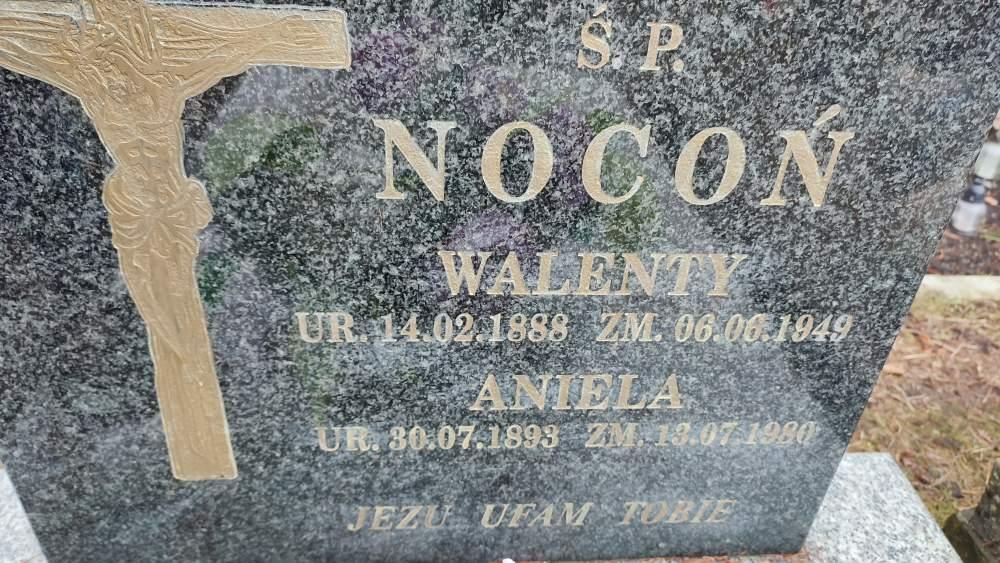 Ś.P.
NOCOŃ
WALENTY
UR. 14.02.1888 ZM. 06.06.1949
ANIELA
UR. 30.07.1893 ZM. 13.07.1980
JEZU UFAM TOBIE